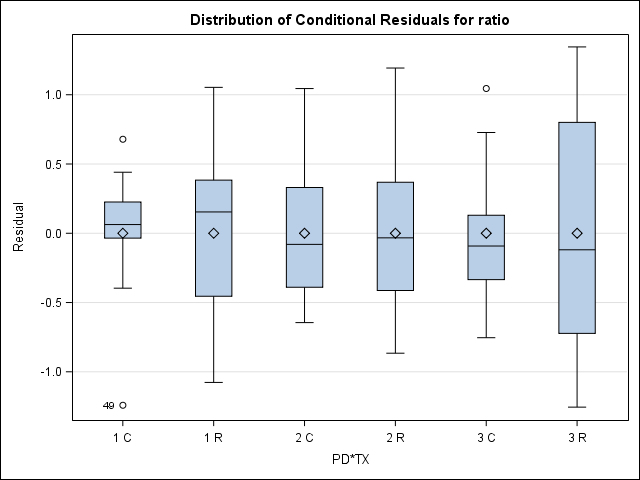 Distribution of Conditional Residuals for ratio
1.0
0.5
0.0
-0.5
-1.0
Residual
49
1 C 1 R 2 C 2 R 3 C 3 R
PD*TX